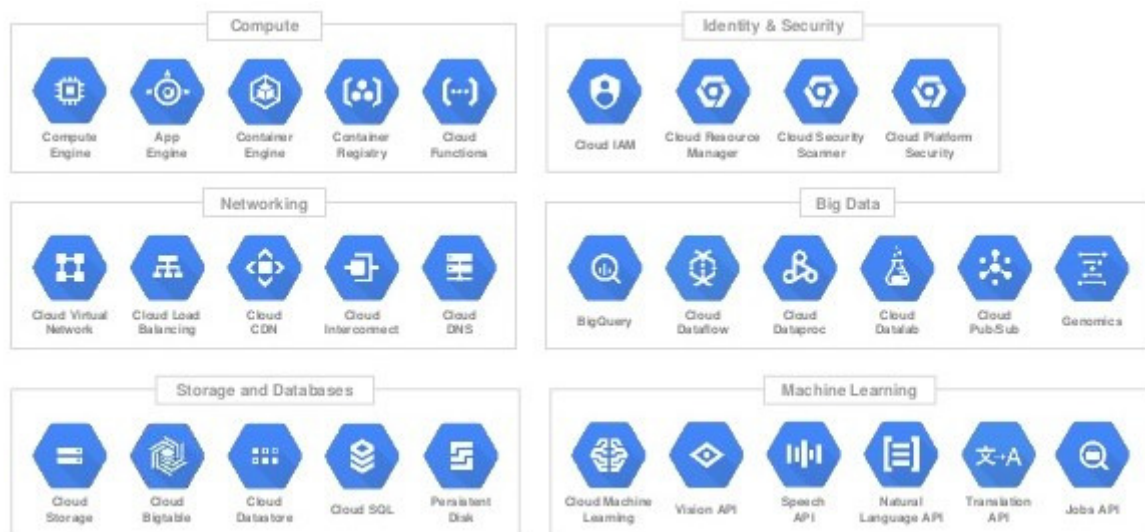 Compute
Compute
Engine
App
Engine
Container
Engine
Container
Registry
Cloud
Functions
Identity & Security
Cloud IAM
Cloud Resource
Manager
Cloud Security
Scanner
Cloud Platform
Security
Networking
Cloud Virtual
Network
Cloud Load
Balancing
Cloud
CDN
Cloud
Interconnect
Cloud
DNS
Big Data
BigQuery
Cloud
Dataflow
Cloud
Dataproc
Cloud
Datalab
Cloud
Pub/Sub
Genomics
Storage and Databases
Cloud
Storage
Cloud
Bigtable
Cloud
Datastore
Cloud SQL
Persistent
Disk
Machine Learning
Cloud Machine
Learning
Vision API
Speech
API
Natural
Language API
文→A
Translation
API
Jobs API